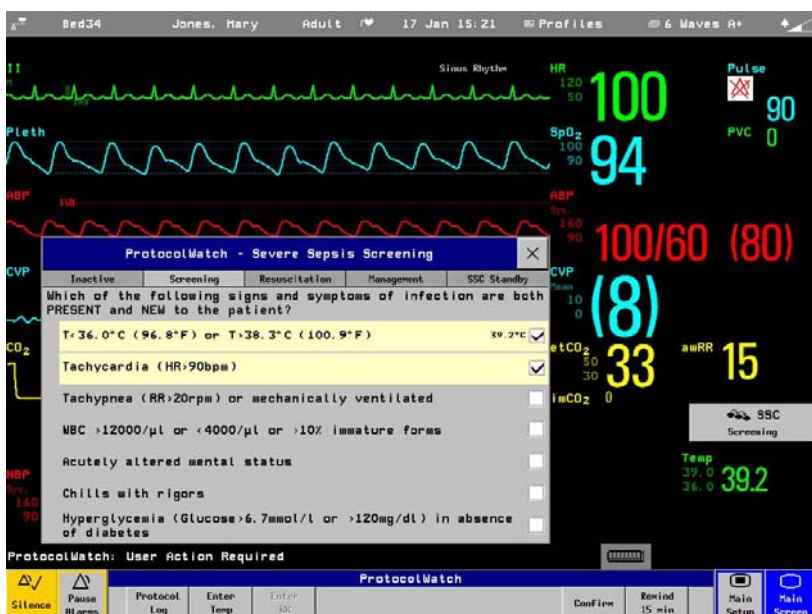 Bed34 Jones, Mary Adult 17 Jan 15:21 Profiles 6 Waves A+
II Sinus Rhythm HR 120 50 100 Pulse 90
Pleth SpO₂ 100 90 94 PVC 0
ABP Sys. 160 90 100/60 (80)
ProtocolWatch - Severe Sepsis Screening
Inactive Screening Resuscitation Management SSC Standby
CVP Mean 10 0 (8)
Which of the following signs and symptoms of infection are both
PRESENT and NEW to the patient?
T<36.0°C (96.8°F) or T>38.3°C (100.9°F) 39.2°C
CO₂ etCO₂ 50 30 33 awRR 15
Tachycardia (HR>90bpm)
Tachypnea (RR>20rpm) or mechanically ventilated
imCO₂ 0
WBC >12000/µl or <4000/µl or >10% immature forms
SSC
Screening
Acutely altered mental status
Temp 39.0 36.0 39.2
Chills with rigors
NBP Sys. 160 90
Hyperglycemia (Glucose>6.7mmol/l or >120mg/dl) in absence
of diabetes
ProtocolWatch: User Action Required
ProtocolWatch
Silence Pause Alarms Protocol Log Enter Temp Enter RR Confirm Remind 15 min Main Setup Main Screen